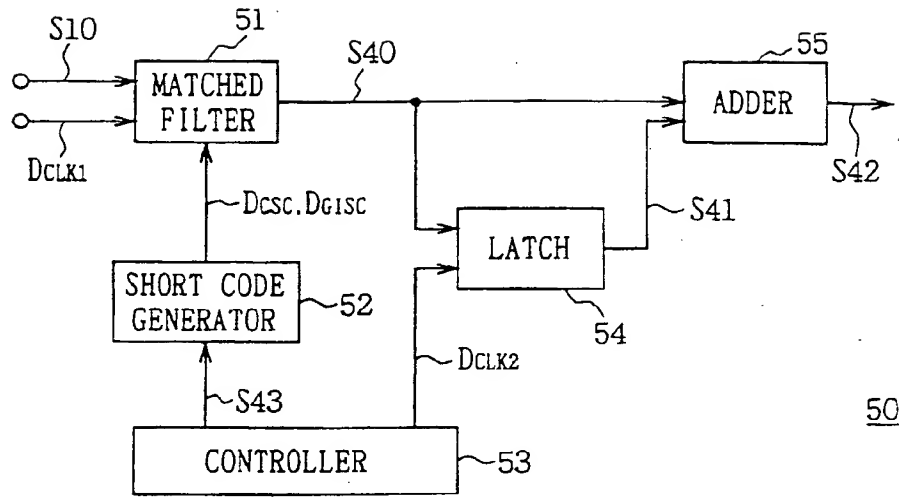 S10
51
S40
55
MATCHED
FILTER
ADDER
DCLK1
S42
DCSC.DGISC
S41
LATCH
SHORT CODE
GENERATOR
52
54
DCLK2
S43
50
CONTROLLER
53